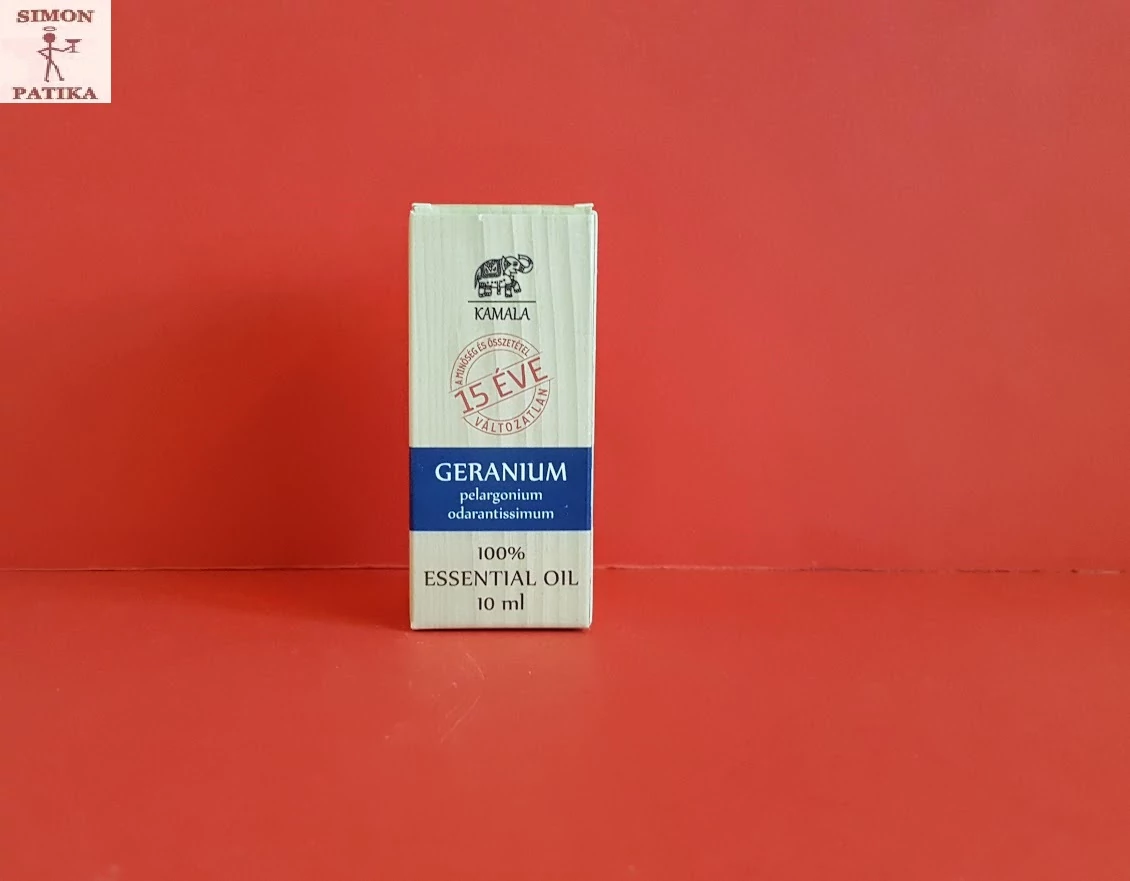 SIMON
PATIKA
KAMALA
A MINŐSÉG ÉS ÖSSZETÉTEL
15 ÉVE
VÁLTOZATLAN
GERANIUM
pelargonium
odarantissimum
100%
ESSENTIAL OIL
10 ml